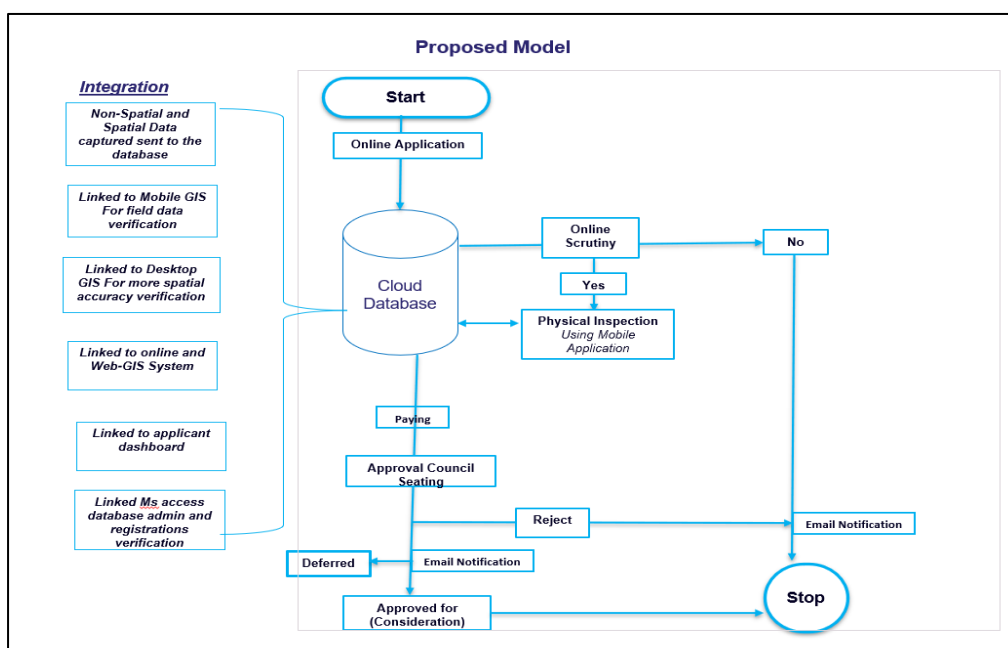 Proposed Model
Integration
Non-Spatial and
Spatial Data
captured sent to the
database
Linked to Mobile GIS
For field data
verification
Linked to Desktop
GIS For more spatial
accuracy verification
Linked to online and
Web-GIS System
Linked to applicant
dashboard
Linked Ms access
database admin and
registrations
verification
Start
Online Application
Cloud
Database
Online
Scrutiny
No
Yes
Physical Inspection
Using Mobile
Application
Paying
Approval Council
Seating
Reject
Email Notification
Deferred
Email Notification
Approved for
(Consideration)
Stop